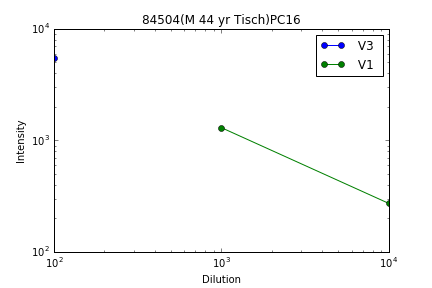 84504(M 44 yr Tisch)PC16
10^4
V3
V1
10^3
Intensity
10^2
10^2 10^3 10^4
Dilution